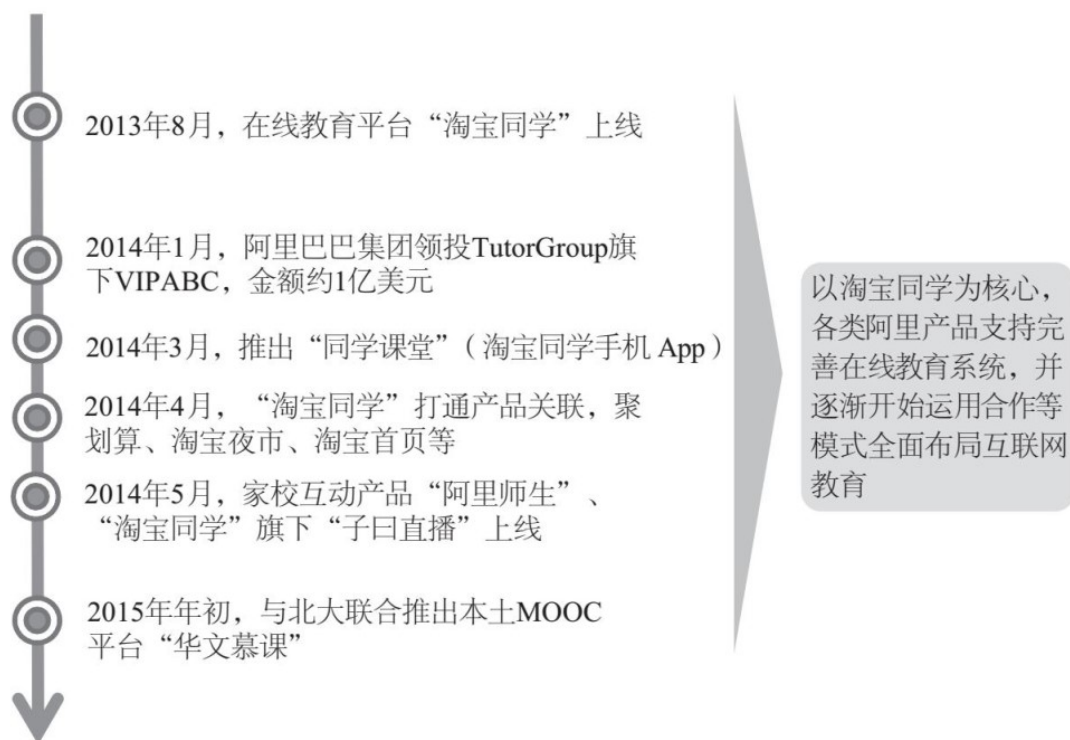 2013年8月，在线教育平台“淘宝同学”上线
2014年1月，阿里巴巴集团领投TutorGroup旗
下VIPABC，金额约1亿美元
2014年3月，推出“同学课堂”（淘宝同学手机 App）
2014年4月，“淘宝同学”打通产品关联，聚
划算、淘宝夜市、淘宝首页等
2014年5月，家校互动产品“阿里师生”、
“淘宝同学”旗下“子曰直播”上线
2015年年初，与北大联合推出本土MOOC
平台“华文慕课”
以淘宝同学为核心，
各类阿里产品支持完
善在线教育系统，并
逐渐开始运用合作等
模式全面布局互联网
教育